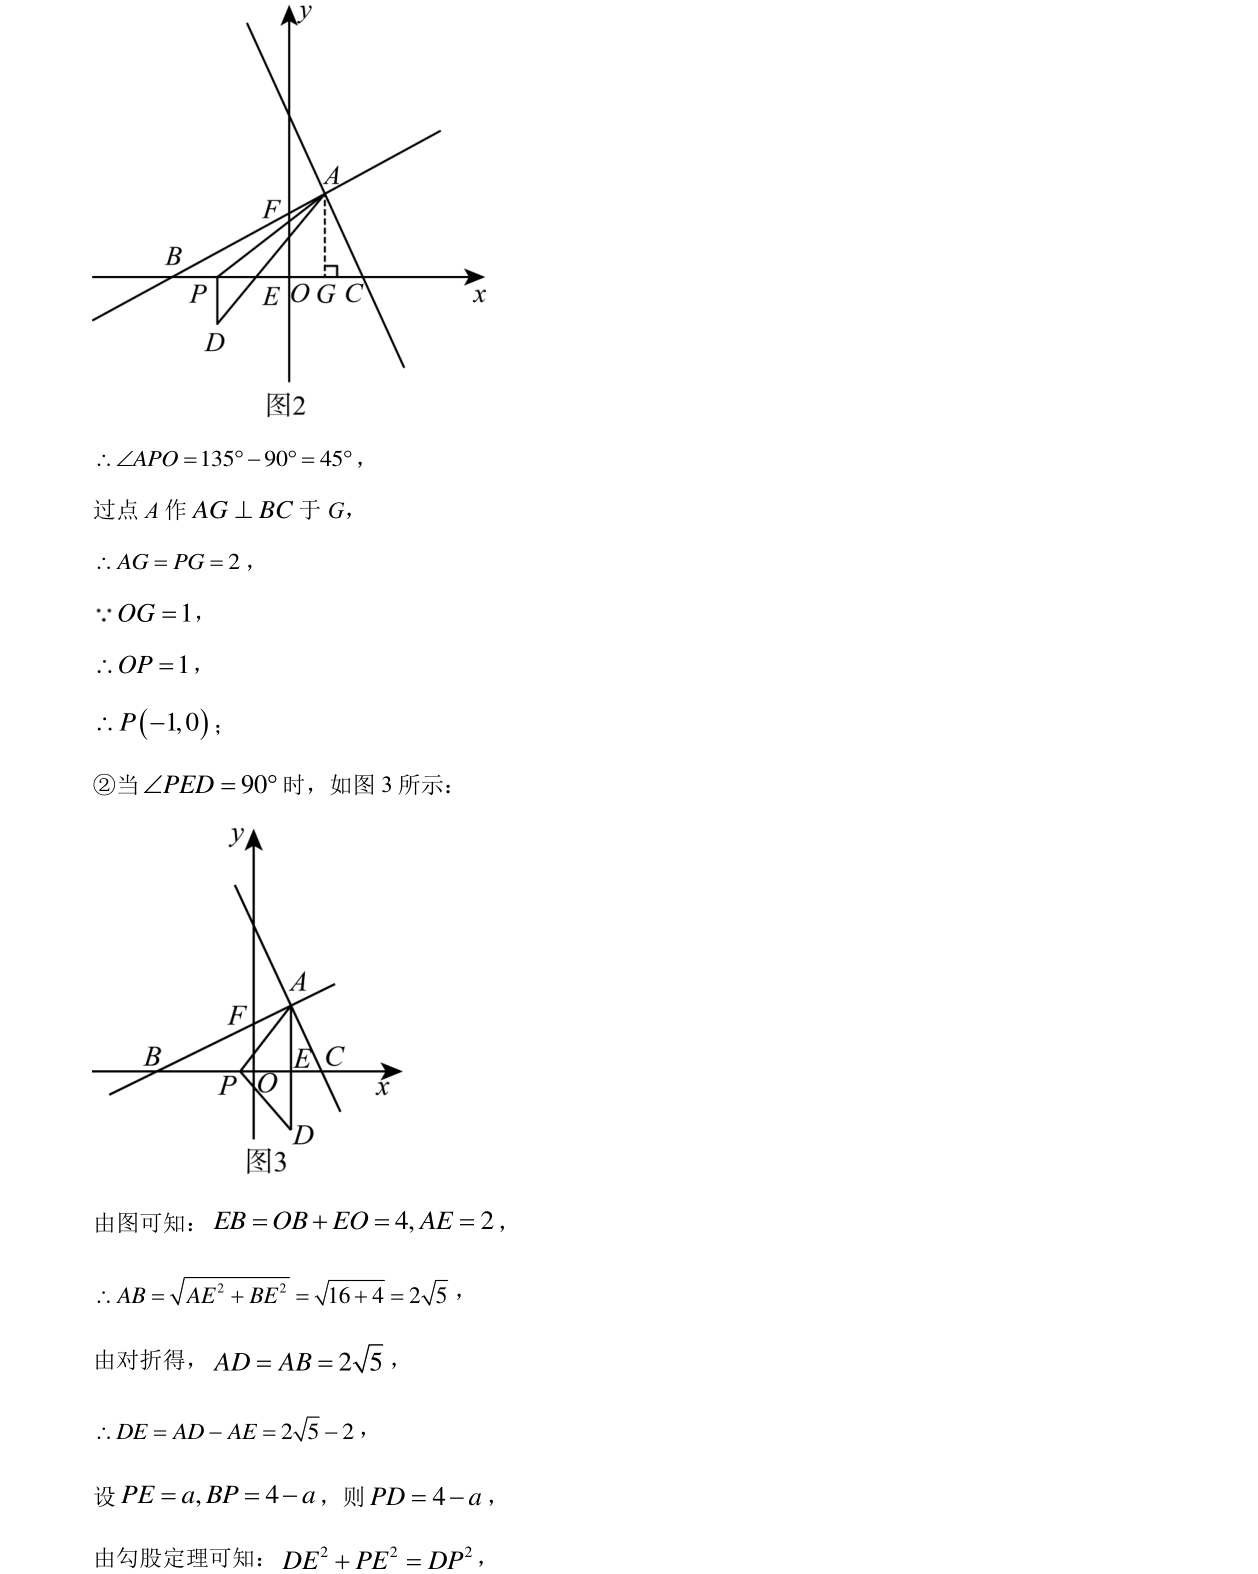 y
A
F
B
P E O G C x
D
图2
∴∠APO=135°−90°=45°，
过点 A 作 AG⊥BC 于 G，
∴AG=PG=2，
∵OG=1，
∴OP=1，
∴P(−1,0)；
②当∠PED=90°时，如图 3 所示：
y
A
F
B E C
P O x
D
图3
由图可知：EB=OB+EO=4,AE=2，
∴AB=√(AE²+BE²)=√(16+4)=2√5，
由对折得，AD=AB=2√5，
∴DE=AD−AE=2√5−2，
设 PE=a,BP=4−a，则 PD=4−a，
由勾股定理可知：DE²+PE²=DP²，